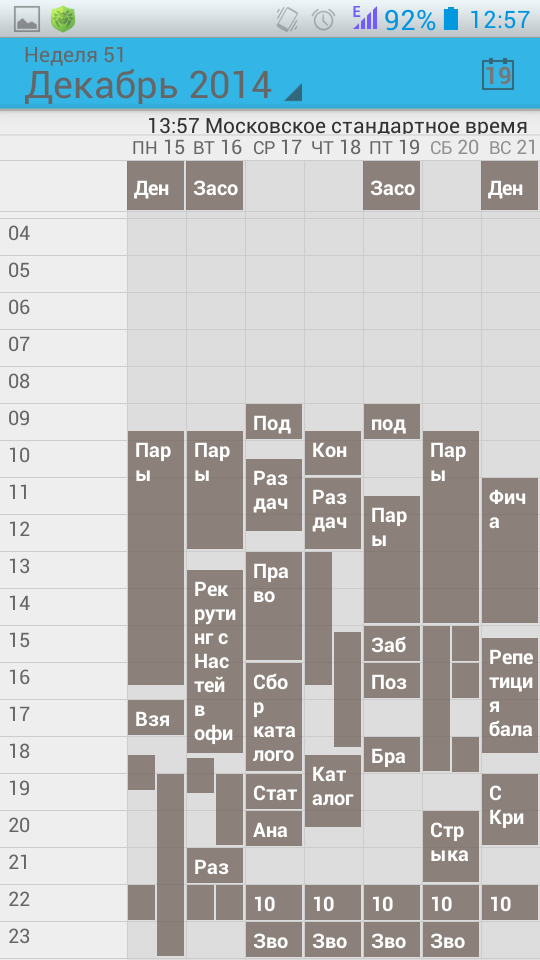 E 92% 12:57
Неделя 51
Декабрь 2014
19
13:57 Московское стандартное время
ПН 15 ВТ 16 СР 17 ЧТ 18 ПТ 19 СБ 20 ВС 21
Ден Засо Засо Ден
04
05
06
07
08
09
Под под
10
Пар
ы
Пар
ы
Кон
Пар
ы
11
Раз
дач
Раз
дач
Фич
а
12
Пар
ы
13
Пра
во
14
Рек
рути
нг с
Нас
тей
в
офи
15
Заб
Репе
тици
я
бала
16
Сбо
р
ката
лого
Поз
17
Взя
18
Кат
алог
Бра
19
Стат
С
Кри
20
Ана
Стр
ыка
21
Раз
22
10 10 10 10 10
23
Зво Зво Зво Зво